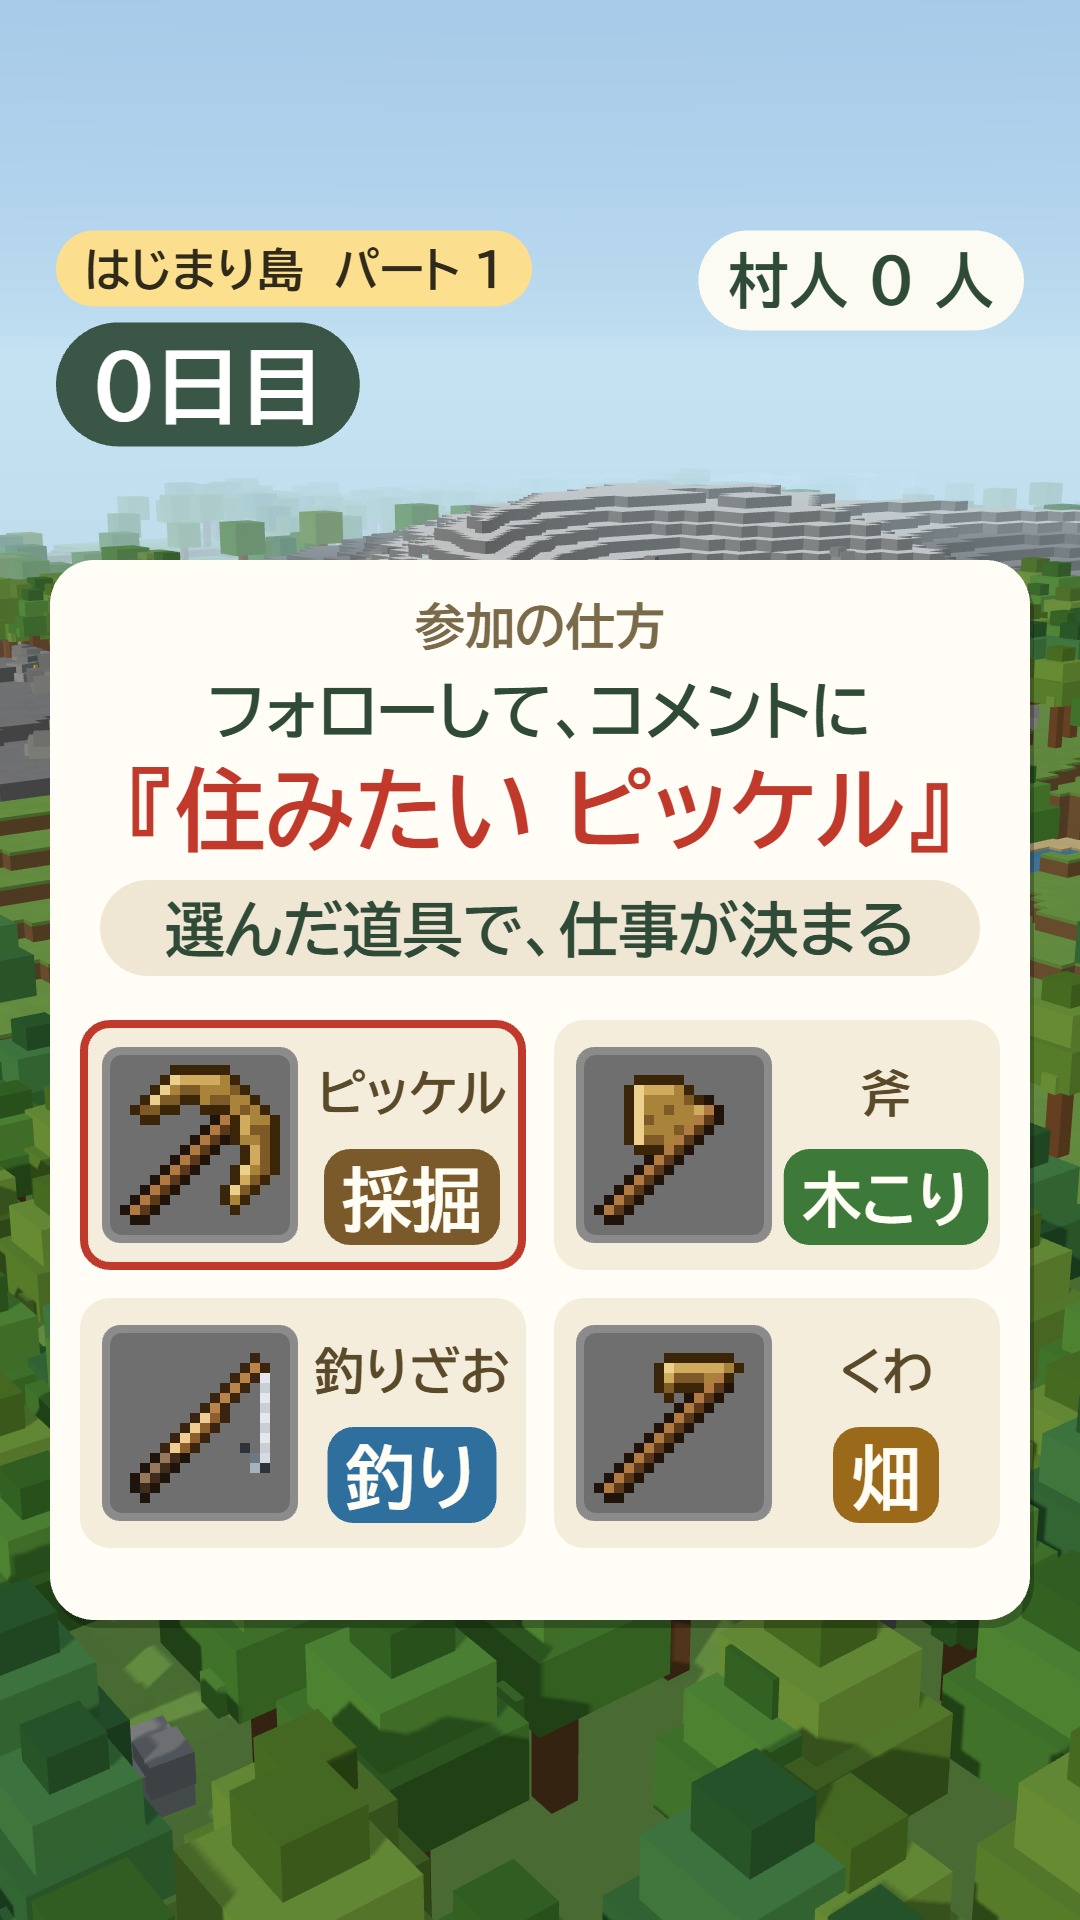 はじまり島 パート 1
村人 0 人
0日目
参加の仕方
フォローして、コメントに
『住みたい ピッケル』
選んだ道具で、仕事が決まる
ピッケル
採掘
斧
木こり
釣りざお
釣り
くわ
畑